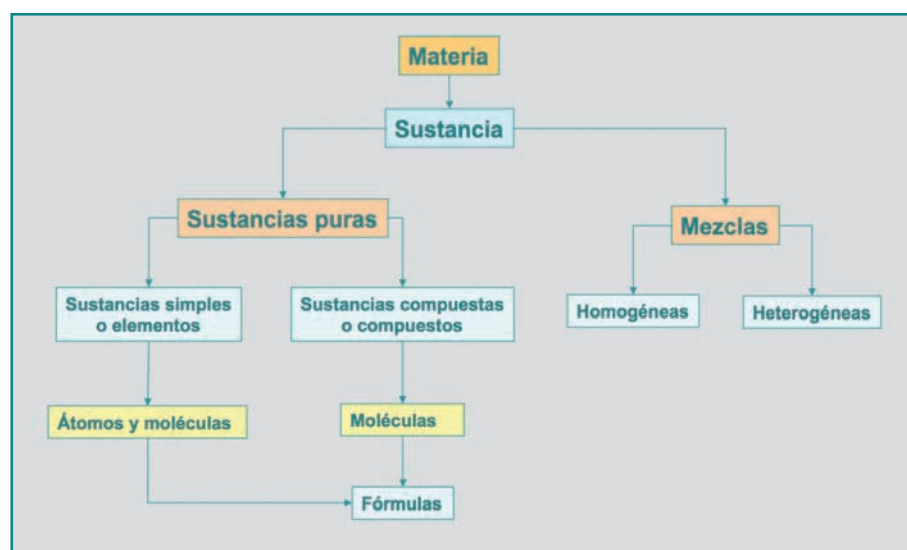 Materia
Sustancia
Sustancias puras
Mezclas
Sustancias simples
o elementos
Sustancias compuestas
o compuestos
Homogéneas
Heterogéneas
Átomos y moléculas
Moléculas
Fórmulas